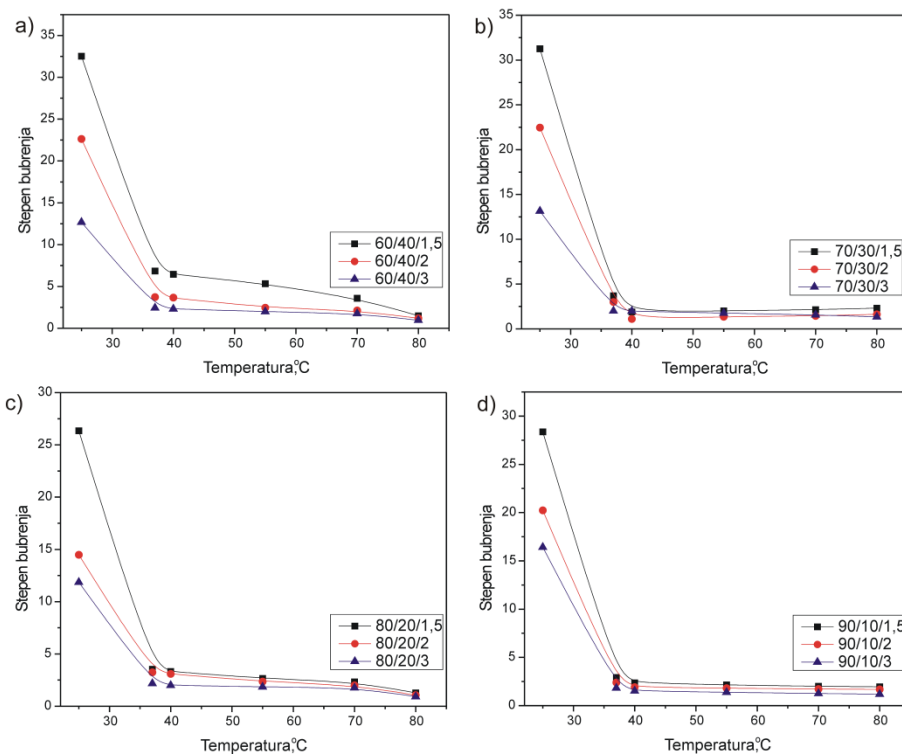 a)
35
30
25
20
15
10
5
0
Stepen bubrenja
60/40/1,5
60/40/2
60/40/3
30 40 50 60 70 80
Temperatura,°C
b)
35
30
25
20
15
10
5
0
Stepen bubrenja
70/30/1,5
70/30/2
70/30/3
30 40 50 60 70 80
Temperatura,°C
c)
30
25
20
15
10
5
0
Stepen bubrenja
80/20/1,5
80/20/2
80/20/3
30 40 50 60 70 80
Temperatura,°C
d)
30
25
20
15
10
5
0
Stepen bubrenja
90/10/1,5
90/10/2
90/10/3
30 40 50 60 70 80
Temperatura,°C